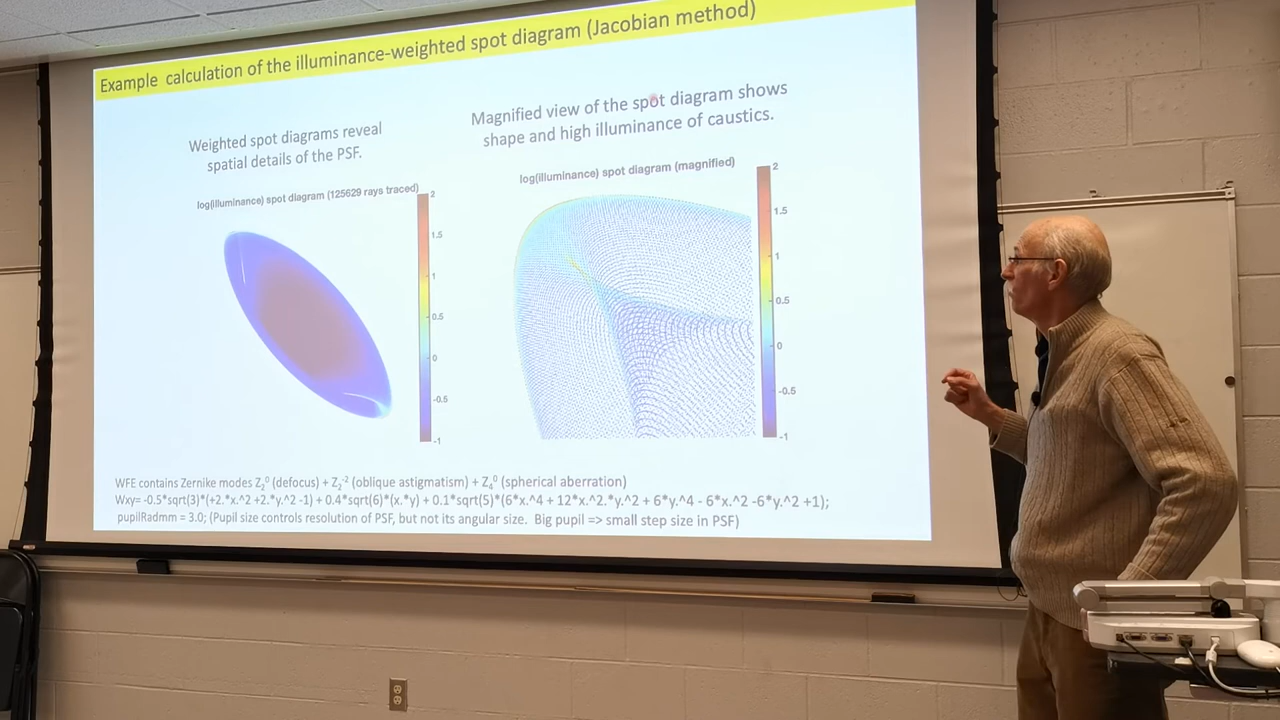 Example calculation of the illuminance-weighted spot diagram (Jacobian method)
Weighted spot diagrams reveal
spatial details of the PSF.
log(illuminance) spot diagram (125629 rays traced)
2
1.5
1
0.5
0
-0.5
-1
Magnified view of the spot diagram shows
shape and high illuminance of caustics.
log(illuminance) spot diagram (magnified)
2
1.5
1
0.5
0
-0.5
-1
WFE contains Zernike modes Z₂⁰ (defocus) + Z₂⁻² (oblique astigmatism) + Z₄⁰ (spherical aberration)
Wxy= -0.5*sqrt(3)*(+2.*x.^2 +2.*y.^2 -1) + 0.4*sqrt(6)*(x.*y) + 0.1*sqrt(5)*(6*x.^4 + 12*x.^2.*y.^2 + 6*y.^4 - 6*x.^2 -6*y.^2 +1);
pupilRadmm = 3.0; (Pupil size controls resolution of PSF, but not its angular size. Big pupil => small step size in PSF)